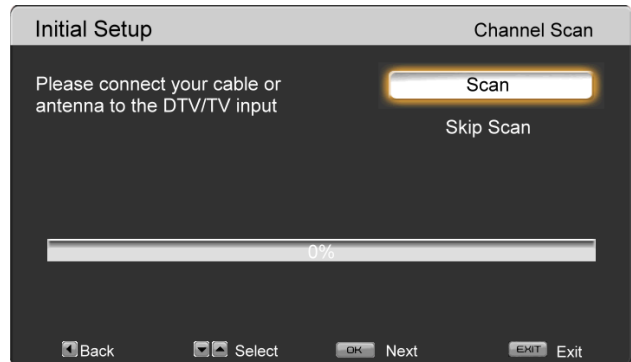 Initial Setup
Channel Scan
Please connect your cable or
antenna to the DTV/TV input
Scan
Skip Scan
0%
Back
Select
OK Next
EXIT Exit